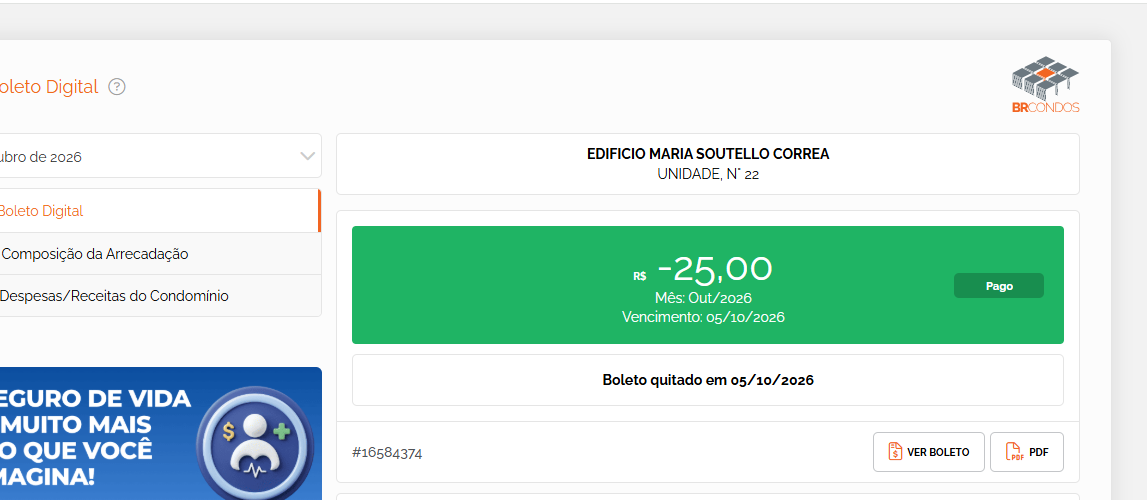 oleto Digital ?
BRCONDOS
ubro de 2026
EDIFICIO MARIA SOUTELLO CORREA
UNIDADE, N° 22
Boleto Digital
Composição da Arrecadação
Despesas/Receitas do Condomínio
R$ -25,00
Mês: Out/2026
Vencimento: 05/10/2026
Pago
Boleto quitado em 05/10/2026
EGURO DE VIDA
MUITO MAIS
O QUE VOCÊ
MAGINA!
$
#16584374
VER BOLETO
PDF
PDF